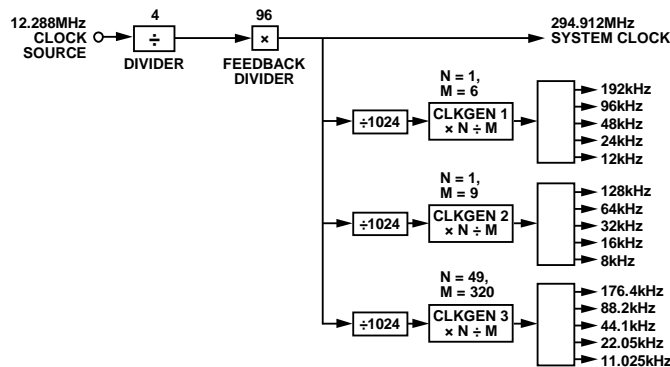 12.288MHz
CLOCK
SOURCE
4
÷
DIVIDER
96
×
FEEDBACK
DIVIDER
294.912MHz
SYSTEM CLOCK
N = 1,
M = 6
÷1024
CLKGEN 1
× N ÷ M
192kHz
96kHz
48kHz
24kHz
12kHz
N = 1,
M = 9
÷1024
CLKGEN 2
× N ÷ M
128kHz
64kHz
32kHz
16kHz
8kHz
N = 49,
M = 320
÷1024
CLKGEN 3
× N ÷ M
176.4kHz
88.2kHz
44.1kHz
22.05kHz
11.025kHz